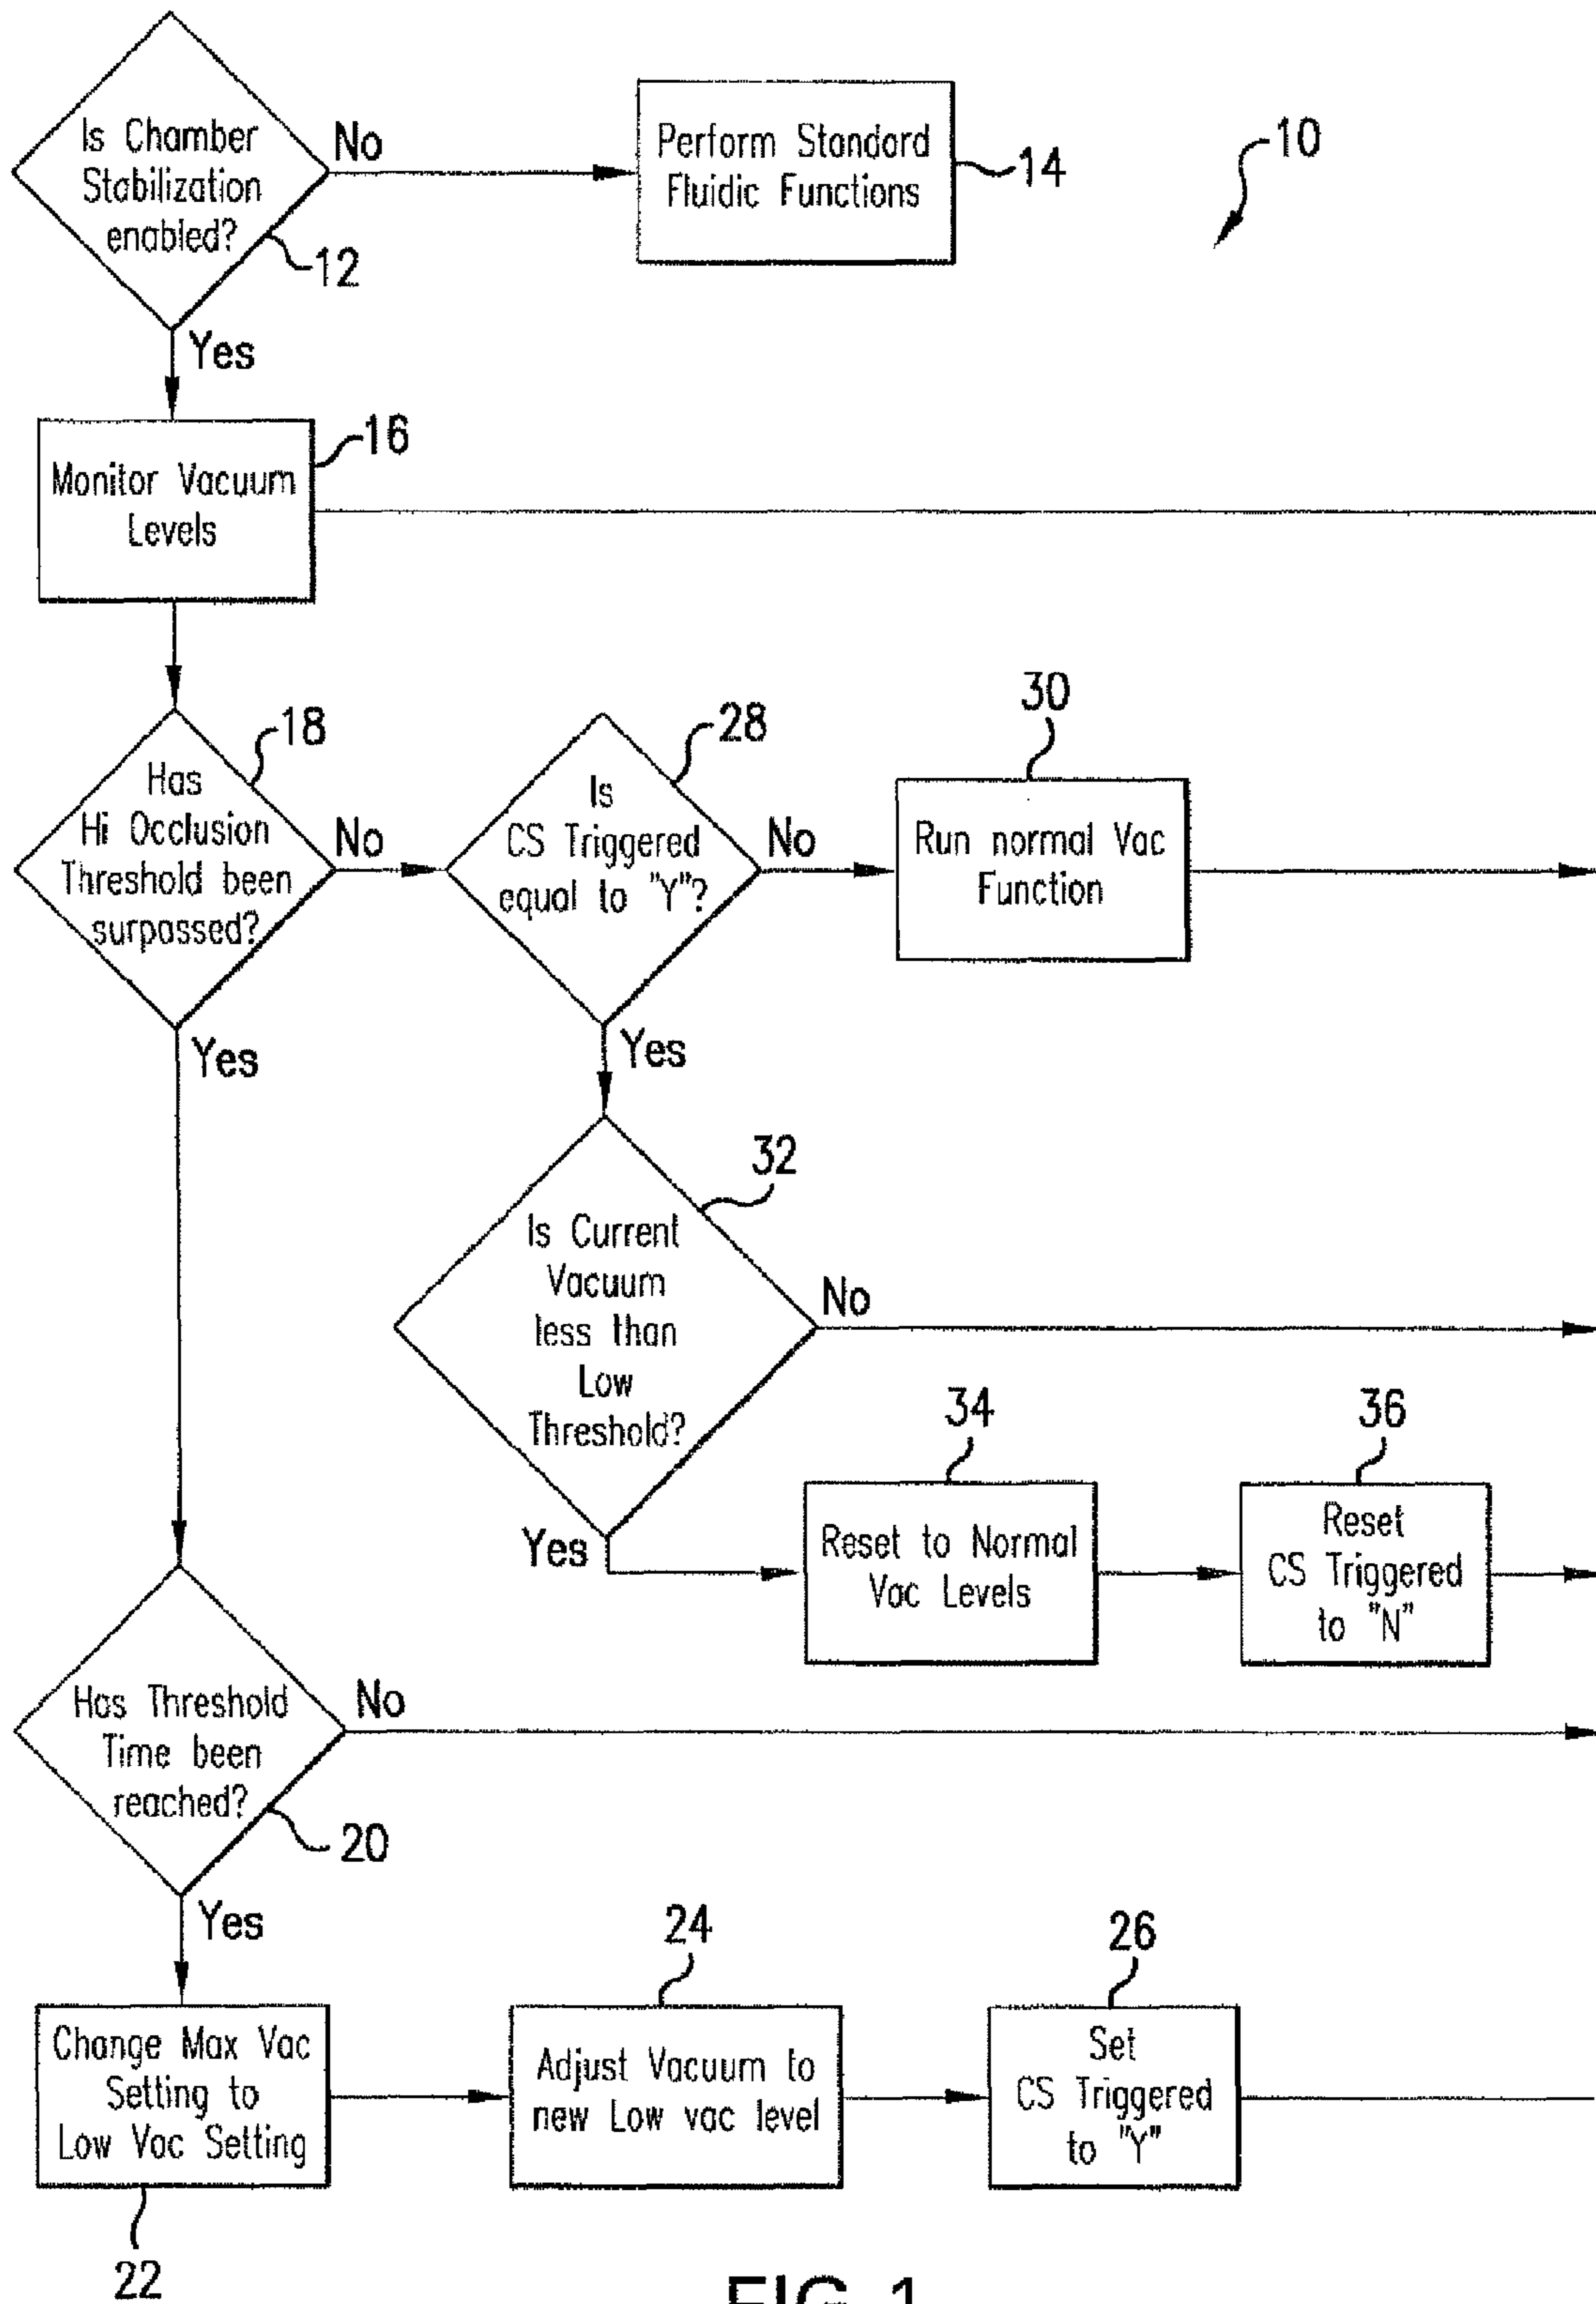 Is Chamber
Stabilization
enabled?
No
12
Yes
Perform Standard
Fluidic Functions
14
10
Monitor Vacuum
Levels
16
Has
Hi Occlusion
Threshold been
surpassed?
18
No
Yes
Is
CS Triggered
equal to "Y"?
28
No
Yes
30
Run normal Vac
Function
32
Is Current
Vacuum
less than
Low
Threshold?
No
Yes
34
Reset to Normal
Vac Levels
36
Reset
CS Triggered
to "N"
Has Threshold
Time been
reached?
No
20
Yes
Change Max Vac
Setting to
Low Vac Setting
22
24
Adjust Vacuum to
new Low vac level
26
Set
CS Triggered
to "Y"
FIG. 1